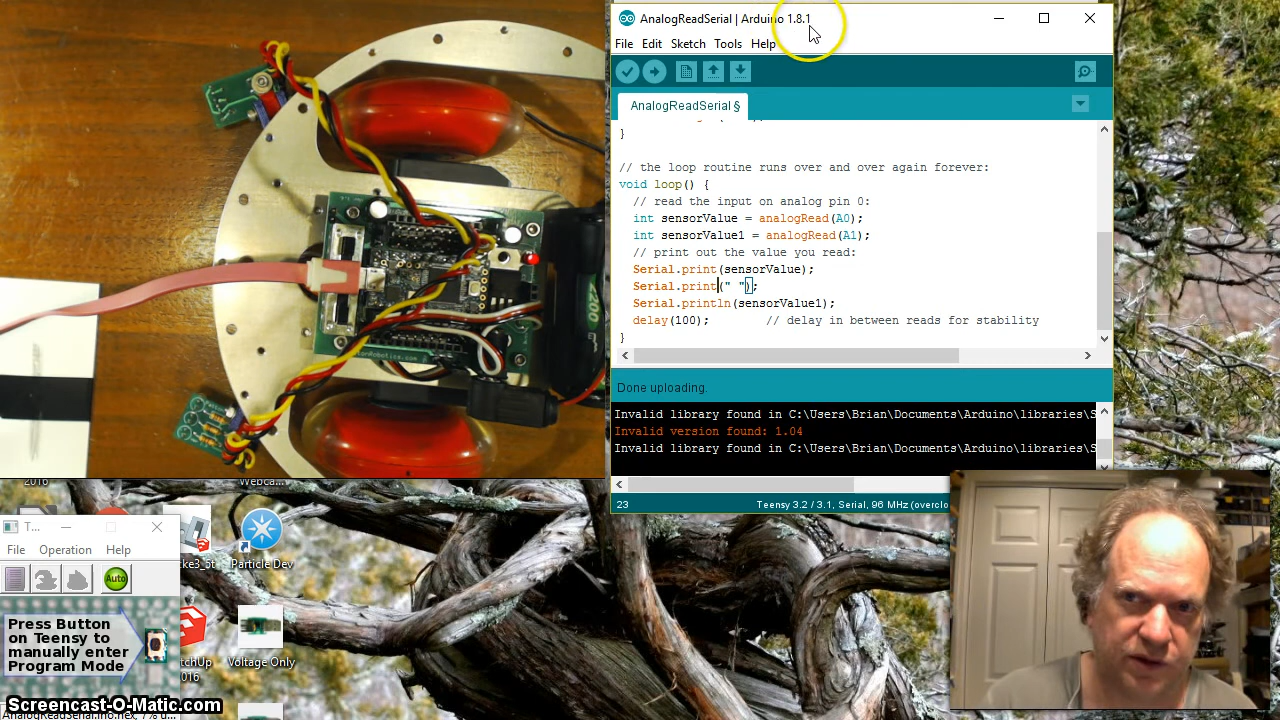 AnalogReadSerial | Arduino 1.8.1
File Edit Sketch Tools Help
AnalogReadSerial §
}
// the loop routine runs over and over again forever:
void loop() {
// read the input on analog pin 0:
int sensorValue = analogRead(A0);
int sensorValue1 = analogRead(A1);
// print out the value you read:
Serial.print(sensorValue);
Serial.print(" ");
Serial.println(sensorValue1);
delay(100); // delay in between reads for stability
}
Done uploading.
Invalid library found in C:\Users\Brian\Documents\Arduino\libraries\S
Invalid version found: 1.04
Invalid library found in C:\Users\Brian\Documents\Arduino\libraries\S
23 Teensy 3.2 / 3.1, Serial, 96 MHz (overclo
200
2016
Webca...
T...
File Operation Help
Auto
Press Button
on Teensy to
manually enter
Program Mode
Particle Dev
Voltage Only
Screencast-O-Matic.com